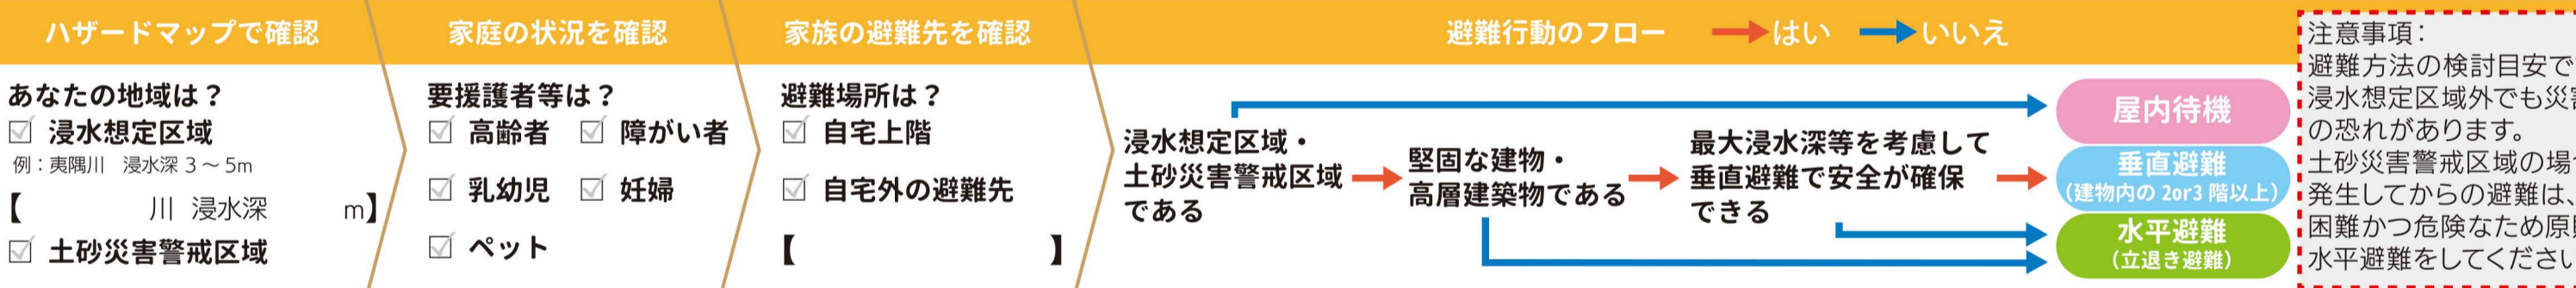 ハザードマップで確認
あなたの地域は？
浸水想定区域
例：夷隅川　浸水深 3 ～ 5m
【　　　　　川　浸水深　　　m】
土砂災害警戒区域
家庭の状況を確認
要援護者等は？
高齢者　障がい者
乳幼児　妊婦
ペット
家族の避難先を確認
避難場所は？
自宅上階
自宅外の避難先
【　　　　　　　　】
避難行動のフロー　はい　いいえ
浸水想定区域・
土砂災害警戒区域
である
堅固な建物・
高層建築物である
最大浸水深等を考慮して
垂直避難で安全が確保
できる
屋内待機
垂直避難
（建物内の 2or3 階以上）
水平避難
（立退き避難）
注意事項：
避難方法の検討目安で
浸水想定区域外でも災
の恐れがあります。
土砂災害警戒区域の場
発生してからの避難は、
困難かつ危険なため原
水平避難をしてください